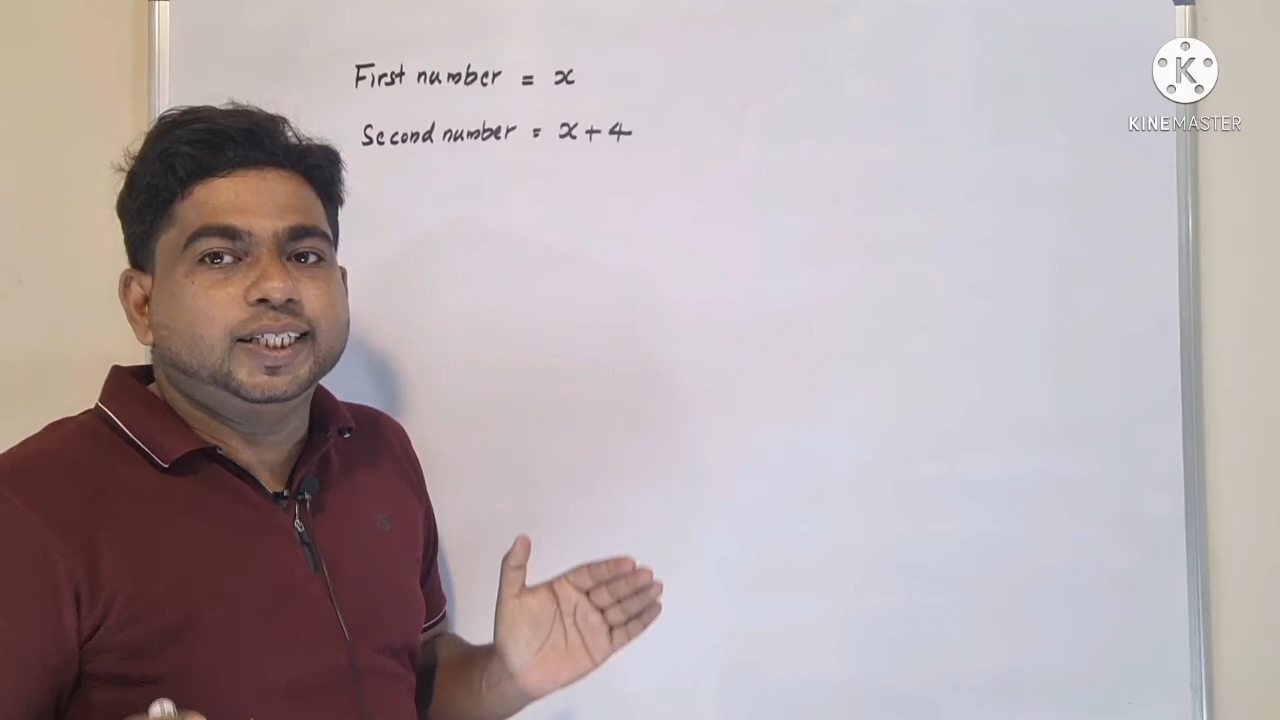 First number = x
Second number = x + 4
K
KINEMASTER